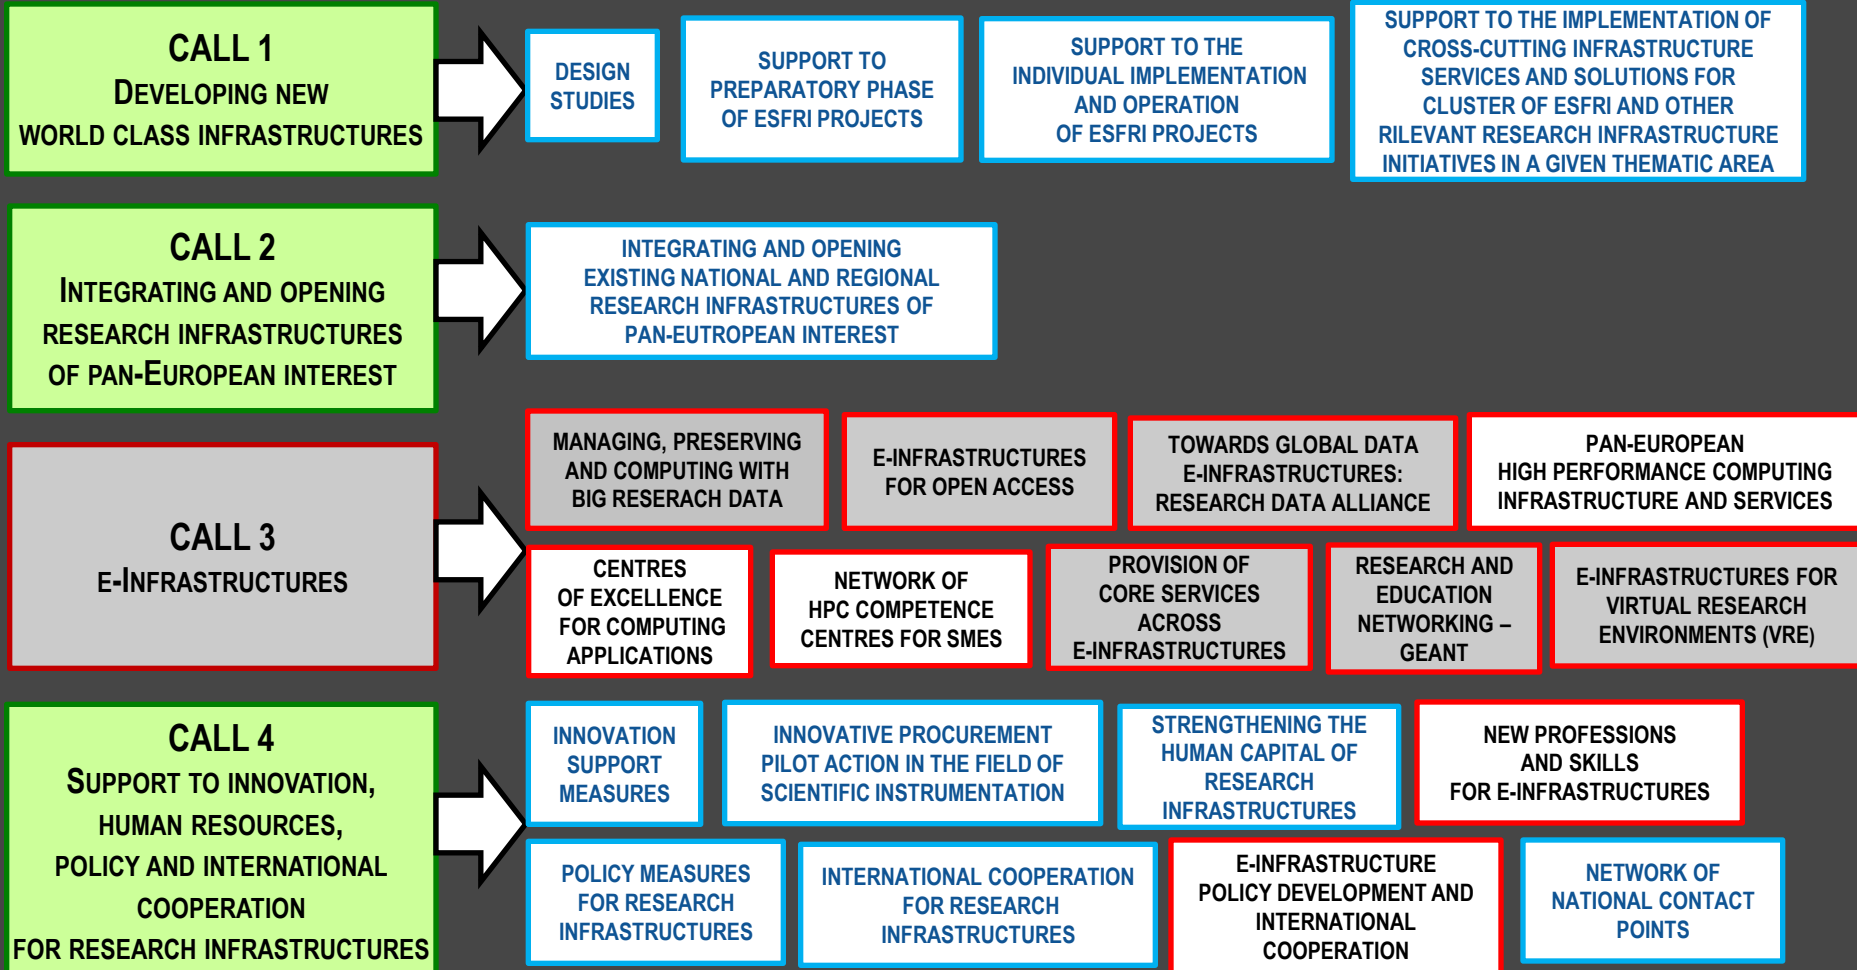 CALL 1
DEVELOPING NEW
WORLD CLASS INFRASTRUCTURES
DESIGN
STUDIES
SUPPORT TO
PREPARATORY PHASE
OF ESFRI PROJECTS
SUPPORT TO THE
INDIVIDUAL IMPLEMENTATION
AND OPERATION
OF ESFRI PROJECTS
SUPPORT TO THE IMPLEMENTATION OF
CROSS-CUTTING INFRASTRUCTURE
SERVICES AND SOLUTIONS FOR
CLUSTER OF ESFRI AND OTHER
RILEVANT RESEARCH INFRASTRUCTURE
INITIATIVES IN A GIVEN THEMATIC AREA
CALL 2
INTEGRATING AND OPENING
RESEARCH INFRASTRUCTURES
OF PAN-EUROPEAN INTEREST
INTEGRATING AND OPENING
EXISTING NATIONAL AND REGIONAL
RESEARCH INFRASTRUCTURES OF
PAN-EUTROPEAN INTEREST
CALL 3
E-INFRASTRUCTURES
MANAGING, PRESERVING
AND COMPUTING WITH
BIG RESERACH DATA
E-INFRASTRUCTURES
FOR OPEN ACCESS
TOWARDS GLOBAL DATA
E-INFRASTRUCTURES:
RESEARCH DATA ALLIANCE
PAN-EUROPEAN
HIGH PERFORMANCE COMPUTING
INFRASTRUCTURE AND SERVICES
CENTRES
OF EXCELLENCE
FOR COMPUTING
APPLICATIONS
NETWORK OF
HPC COMPETENCE
CENTRES FOR SMES
PROVISION OF
CORE SERVICES
ACROSS
E-INFRASTRUCTURES
RESEARCH AND
EDUCATION
NETWORKING –
GEANT
E-INFRASTRUCTURES FOR
VIRTUAL RESEARCH
ENVIRONMENTS (VRE)
CALL 4
SUPPORT TO INNOVATION,
HUMAN RESOURCES,
POLICY AND INTERNATIONAL
COOPERATION
FOR RESEARCH INFRASTRUCTURES
INNOVATION
SUPPORT
MEASURES
INNOVATIVE PROCUREMENT
PILOT ACTION IN THE FIELD OF
SCIENTIFIC INSTRUMENTATION
STRENGTHENING THE
HUMAN CAPITAL OF
RESEARCH
INFRASTRUCTURES
NEW PROFESSIONS
AND SKILLS
FOR E-INFRASTRUCTURES
POLICY MEASURES
FOR RESEARCH
INFRASTRUCTURES
INTERNATIONAL COOPERATION
FOR RESEARCH
INFRASTRUCTURES
E-INFRASTRUCTURE
POLICY DEVELOPMENT AND
INTERNATIONAL
COOPERATION
NETWORK OF
NATIONAL CONTACT
POINTS